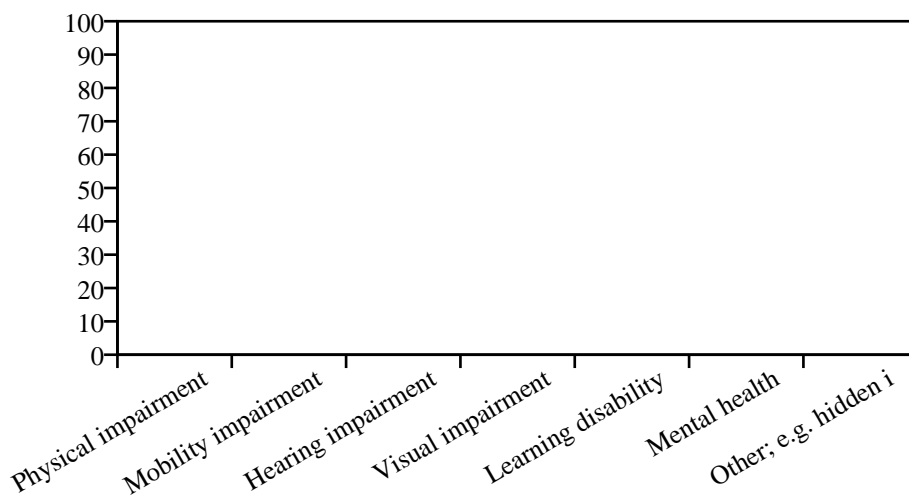 100
90
80
70
60
50
40
30
20
10
0
Physical impairment
Mobility impairment
Hearing impairment
Visual impairment
Learning disability
Mental health
Other; e.g. hidden i